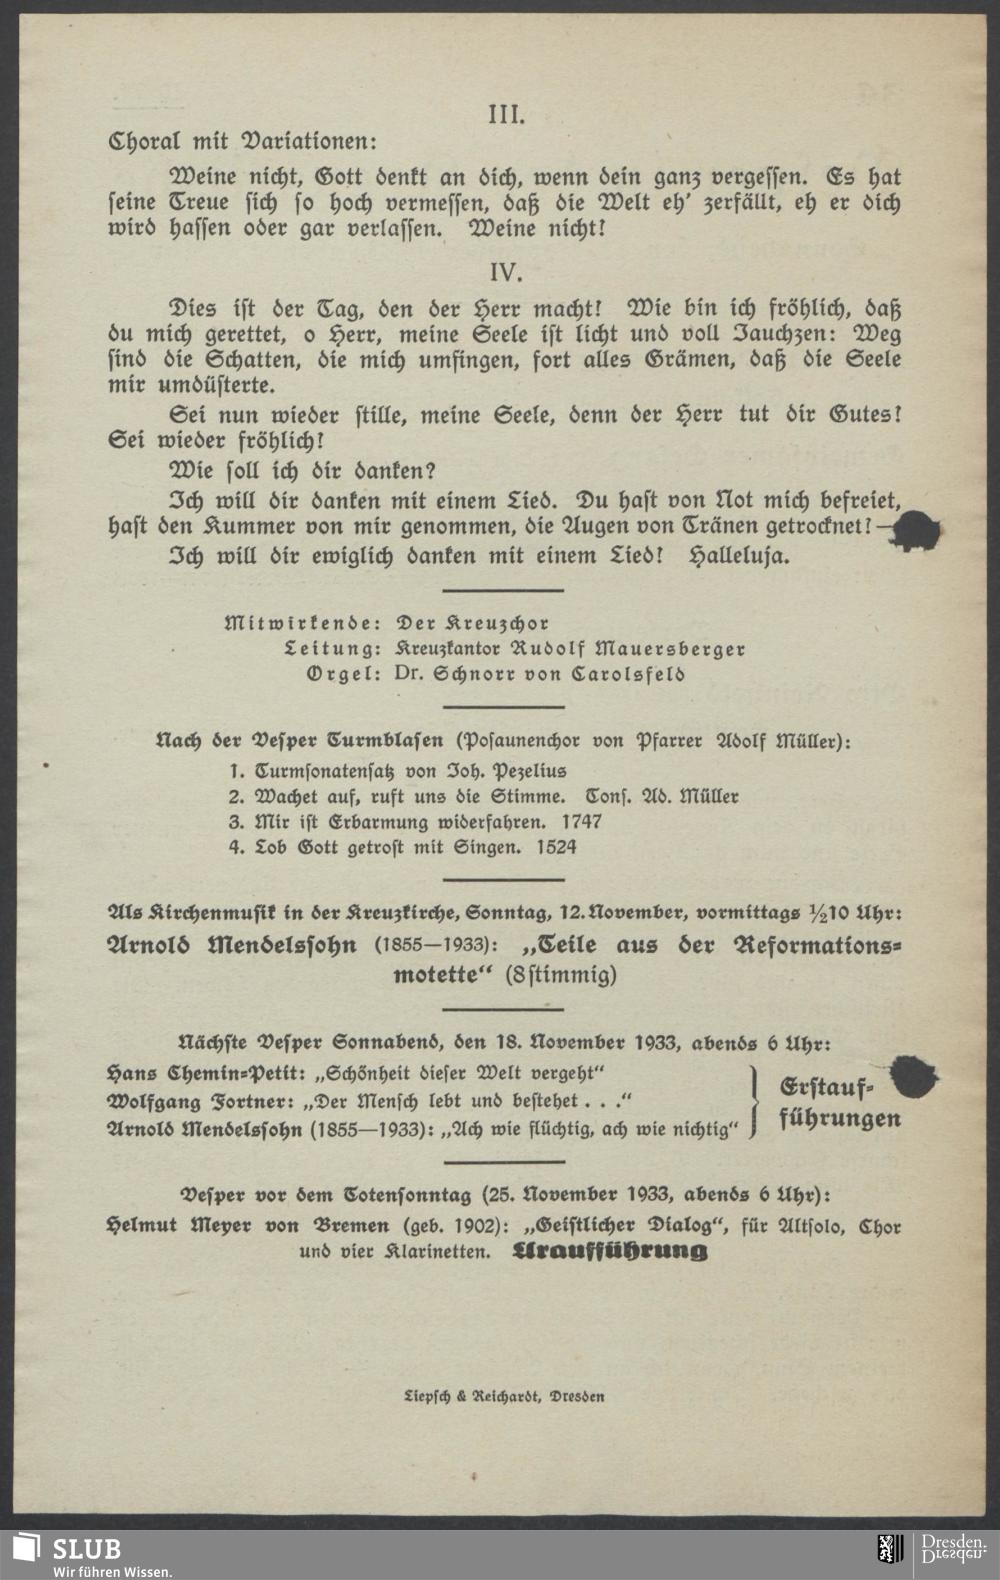 III.
Choral mit Variationen:
Weine nicht, Gott denkt an dich, wenn dein ganz vergessen. Es hat
seine Treue sich so hoch vermessen, daß die Welt eh' zerfällt, eh er dich
wird hassen oder gar verlassen. Weine nicht!
IV.
Dies ist der Tag, den der Herr macht! Wie bin ich fröhlich, daß
du mich gerettet, o Herr, meine Seele ist licht und voll Jauchzen: Weg
sind die Schatten, die mich umfingen, fort alles Grämen, daß die Seele
mir umdüsterte.
Sei nun wieder stille, meine Seele, denn der Herr tut dir Gutes!
Sei wieder fröhlich!
Wie soll ich dir danken?
Ich will dir danken mit einem Lied. Du hast von Not mich befreiet,
hast den Kummer von mir genommen, die Augen von Tränen getrocknet! —
Ich will dir ewiglich danken mit einem Lied! Halleluja.
Mitwirkende: Der Kreuzchor
Leitung: Kreuzkantor Rudolf Mauersberger
Orgel: Dr. Schnorr von Carolsfeld
Nach der Vesper Turmblasen (Posaunenchor von Pfarrer Adolf Müller):
1. Turmsonatensatz von Joh. Pezelius
2. Wachet auf, ruft uns die Stimme. Tons. Ad. Müller
3. Mir ist Erbarmung widerfahren. 1747
4. Lob Gott getrost mit Singen. 1524
Als Kirchenmusik in der Kreuzkirche, Sonntag, 12. November, vormittags ½10 Uhr:
Arnold Mendelssohn (1855—1933): „Teile aus der Reformations-
motette“ (8stimmig)
Nächste Vesper Sonnabend, den 18. November 1933, abends 6 Uhr:
Hans Chemin-Petit: „Schönheit dieser Welt vergeht“
Wolfgang Fortner: „Der Mensch lebt und bestehet . . .“
Arnold Mendelssohn (1855—1933): „Ach wie flüchtig, ach wie nichtig“
Erstauf-
führungen
Vesper vor dem Totensonntag (25. November 1933, abends 6 Uhr):
Helmut Meyer von Bremen (geb. 1902): „Geistlicher Dialog“, für Altsolo, Chor
und vier Klarinetten. Uraufführung
Liepsch & Reichardt, Dresden
SLUB
Wir führen Wissen.
Dresden.
Dresden.